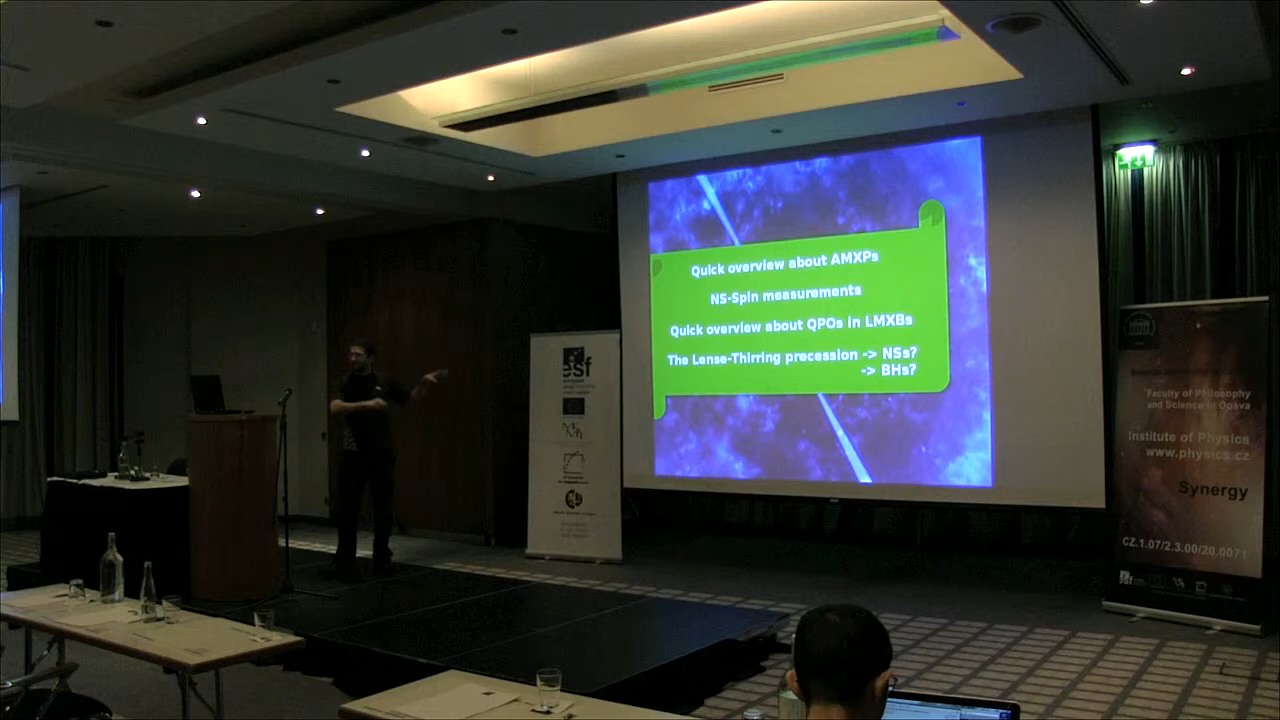 Quick overview about AMXPs
NS-Spin measurements
Quick overview about QPOs in LMXBs
The Lense-Thirring precession -> NSs?
-> BHs?
esf
Faculty of Philosophy
and Science in Opava
Institute of Physics
www.physics.cz
Synergy
CZ.1.07/2.3.00/20.0071
esf